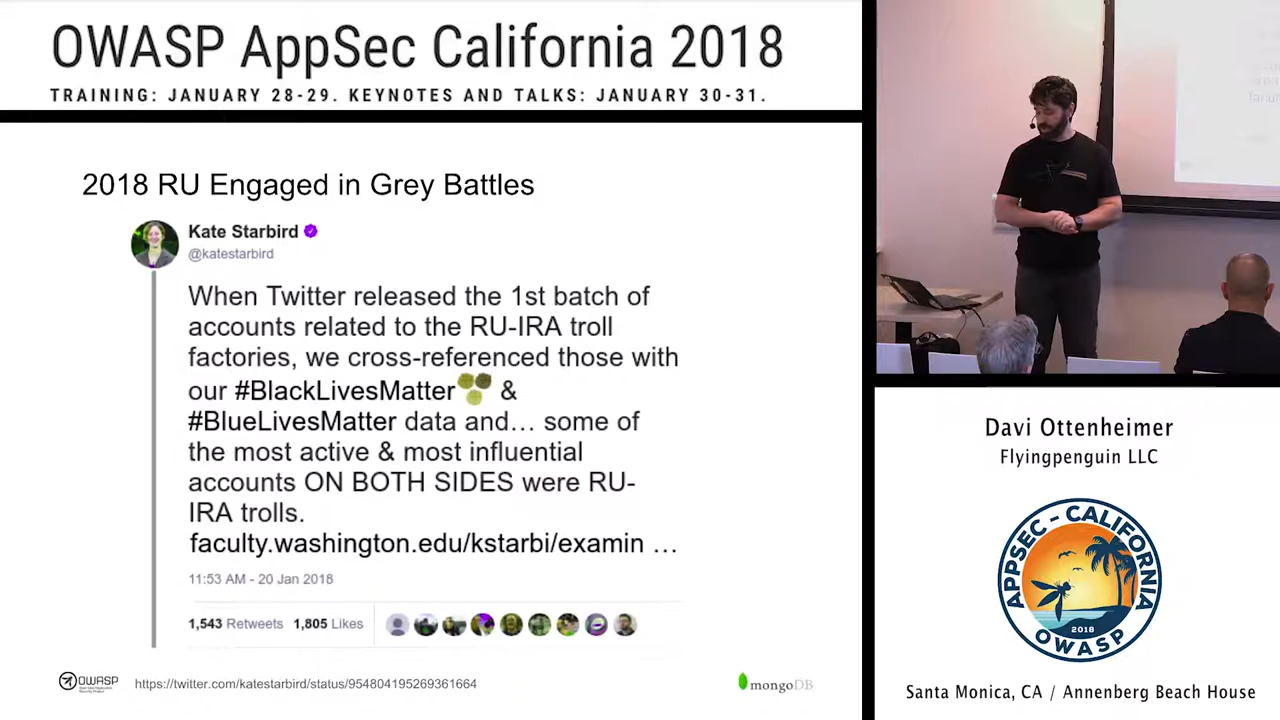 OWASP AppSec California 2018
TRAINING: JANUARY 28-29. KEYNOTES AND TALKS: JANUARY 30-31.
2018 RU Engaged in Grey Battles
Kate Starbird
@katestarbird
When Twitter released the 1st batch of
accounts related to the RU-IRA troll
factories, we cross-referenced those with
our #BlackLivesMatter &
#BlueLivesMatter data and… some of
the most active & most influential
accounts ON BOTH SIDES were RU-
IRA trolls.
faculty.washington.edu/kstarbi/examin …
11:53 AM - 20 Jan 2018
1,543 Retweets 1,805 Likes
OWASP
https://twitter.com/katestarbird/status/954804195269361664
mongoDB
Davi Ottenheimer
Flyingpenguin LLC
APPSEC - CALIFORNIA
2018
OWASP
Santa Monica, CA / Annenberg Beach House